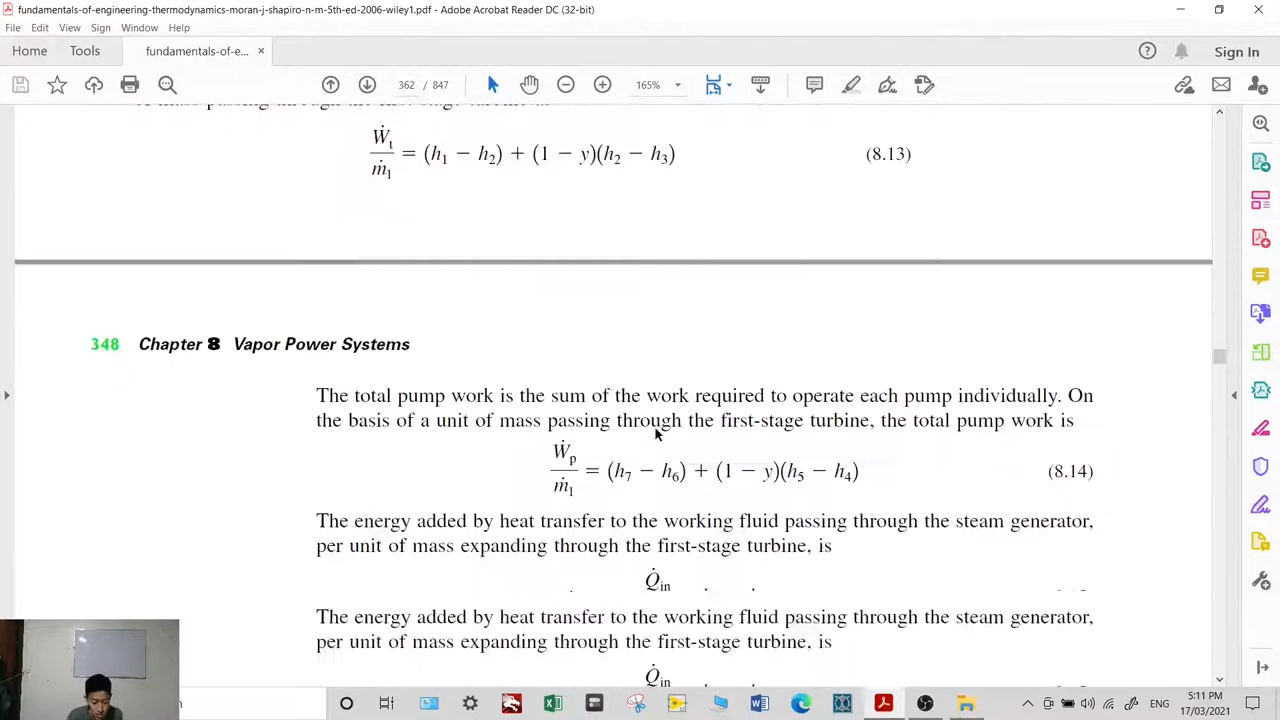 fundamentals-of-engineering-thermodynamics-moran-j-shapiro-n-m-5th-ed-2006-wiley1.pdf - Adobe Acrobat Reader DC (32-bit)
File Edit View Sign Window Help
Home Tools fundamentals-of-e... × Sign In
362 / 847 165%
Ẇt/ṁ1 = (h1 − h2) + (1 − y)(h2 − h3) (8.13)
348 Chapter 8 Vapor Power Systems
The total pump work is the sum of the work required to operate each pump individually. On
the basis of a unit of mass passing through the first-stage turbine, the total pump work is
Ẇp/ṁ1 = (h7 − h6) + (1 − y)(h5 − h4) (8.14)
The energy added by heat transfer to the working fluid passing through the steam generator,
per unit of mass expanding through the first-stage turbine, is
Q̇in
The energy added by heat transfer to the working fluid passing through the steam generator,
per unit of mass expanding through the first-stage turbine, is
Q̇in
ENG
5:11 PM
17/03/2021